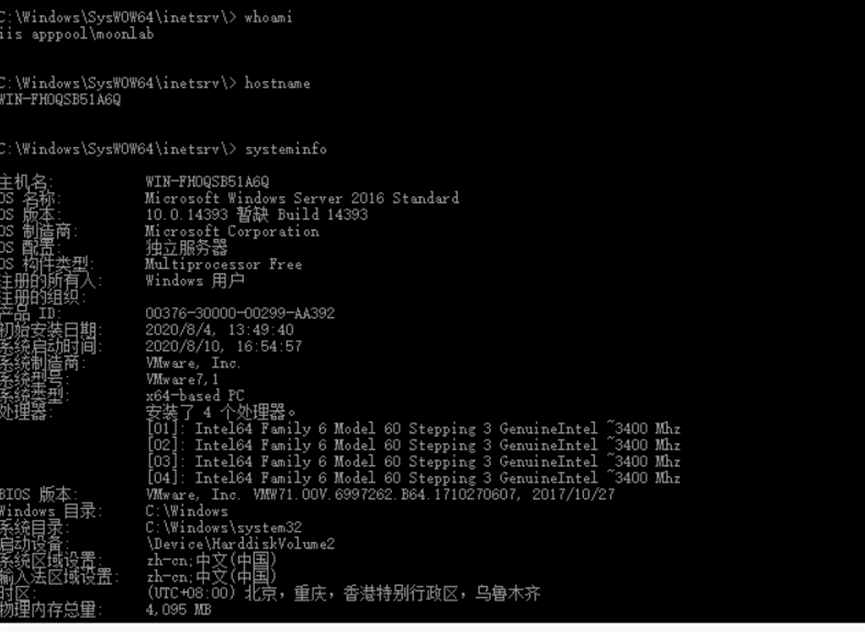 C:\Windows\SysWOW64\inetsrv\> whoami
iis apppool\moonlab
C:\Windows\SysWOW64\inetsrv\> hostname
WIN-FHOQSB51A6Q
C:\Windows\SysWOW64\inetsrv\> systeminfo
主机名: WIN-FHOQSB51A6Q
OS 名称: Microsoft Windows Server 2016 Standard
OS 版本: 10.0.14393 暂缺 Build 14393
OS 制造商: Microsoft Corporation
OS 配置: 独立服务器
OS 构件类型: Multiprocessor Free
注册的所有人: Windows 用户
注册的组织:
产品 ID: 00376-30000-00299-AA392
初始安装日期: 2020/8/4, 13:49:40
系统启动时间: 2020/8/10, 16:54:57
系统制造商: VMware, Inc.
系统型号: VMware7,1
系统类型: x64-based PC
处理器: 安装了 4 个处理器。
[01]: Intel64 Family 6 Model 60 Stepping 3 GenuineIntel ~3400 Mhz
[02]: Intel64 Family 6 Model 60 Stepping 3 GenuineIntel ~3400 Mhz
[03]: Intel64 Family 6 Model 60 Stepping 3 GenuineIntel ~3400 Mhz
[04]: Intel64 Family 6 Model 60 Stepping 3 GenuineIntel ~3400 Mhz
BIOS 版本: VMware, Inc. VMW71.00V.6997262.B64.1710270607, 2017/10/27
Windows 目录: C:\Windows
系统目录: C:\Windows\system32
启动设备: \Device\HarddiskVolume2
系统区域设置: zh-cn;中文(中国)
输入法区域设置: zh-cn;中文(中国)
时区: (UTC+08:00) 北京，重庆，香港特别行政区，乌鲁木齐
物理内存总量: 4,095 MB